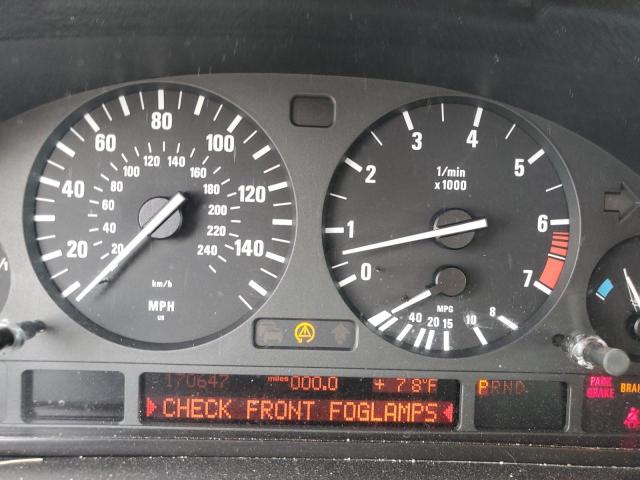 20 40 60 80 100 120 140
20 40 60 80 100 120 140 160 180 200 220 240
km/h
MPH
us
0 1 2 3 4 5 6 7
1/min
x1000
MPG
40 20 15 10 8
170647 miles 000.0 + 78°F PRND
CHECK FRONT FOGLAMPS
PARK
BRAKE
BRAK